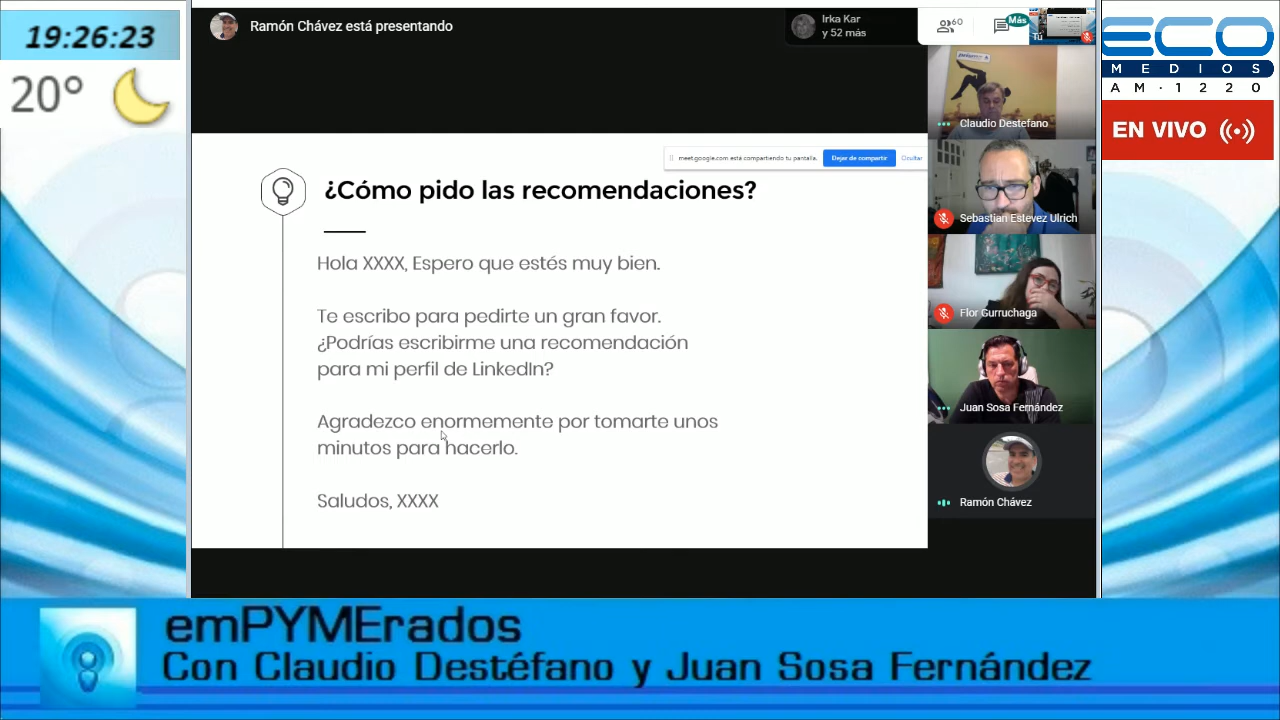 19:26:23
20°
Ramón Chávez está presentando
Irka Kar
y 52 más
60
Más
Tú
ECO
MEDIOS
AM·1220
EN VIVO
Claudio Destefano
meet.google.com está compartiendo tu pantalla.
Dejar de compartir
Ocultar
¿Cómo pido las recomendaciones?
Sebastian Estevez Ulrich
Hola XXXX, Espero que estés muy bien.
Te escribo para pedirte un gran favor.
¿Podrías escribirme una recomendación
para mi perfil de LinkedIn?
Flor Gurruchaga
Agradezco enormemente por tomarte unos
minutos para hacerlo.
Juan Sosa Fernández
Saludos, XXXX
Ramón Chávez
emPYMErados
Con Claudio Destéfano y Juan Sosa Fernández